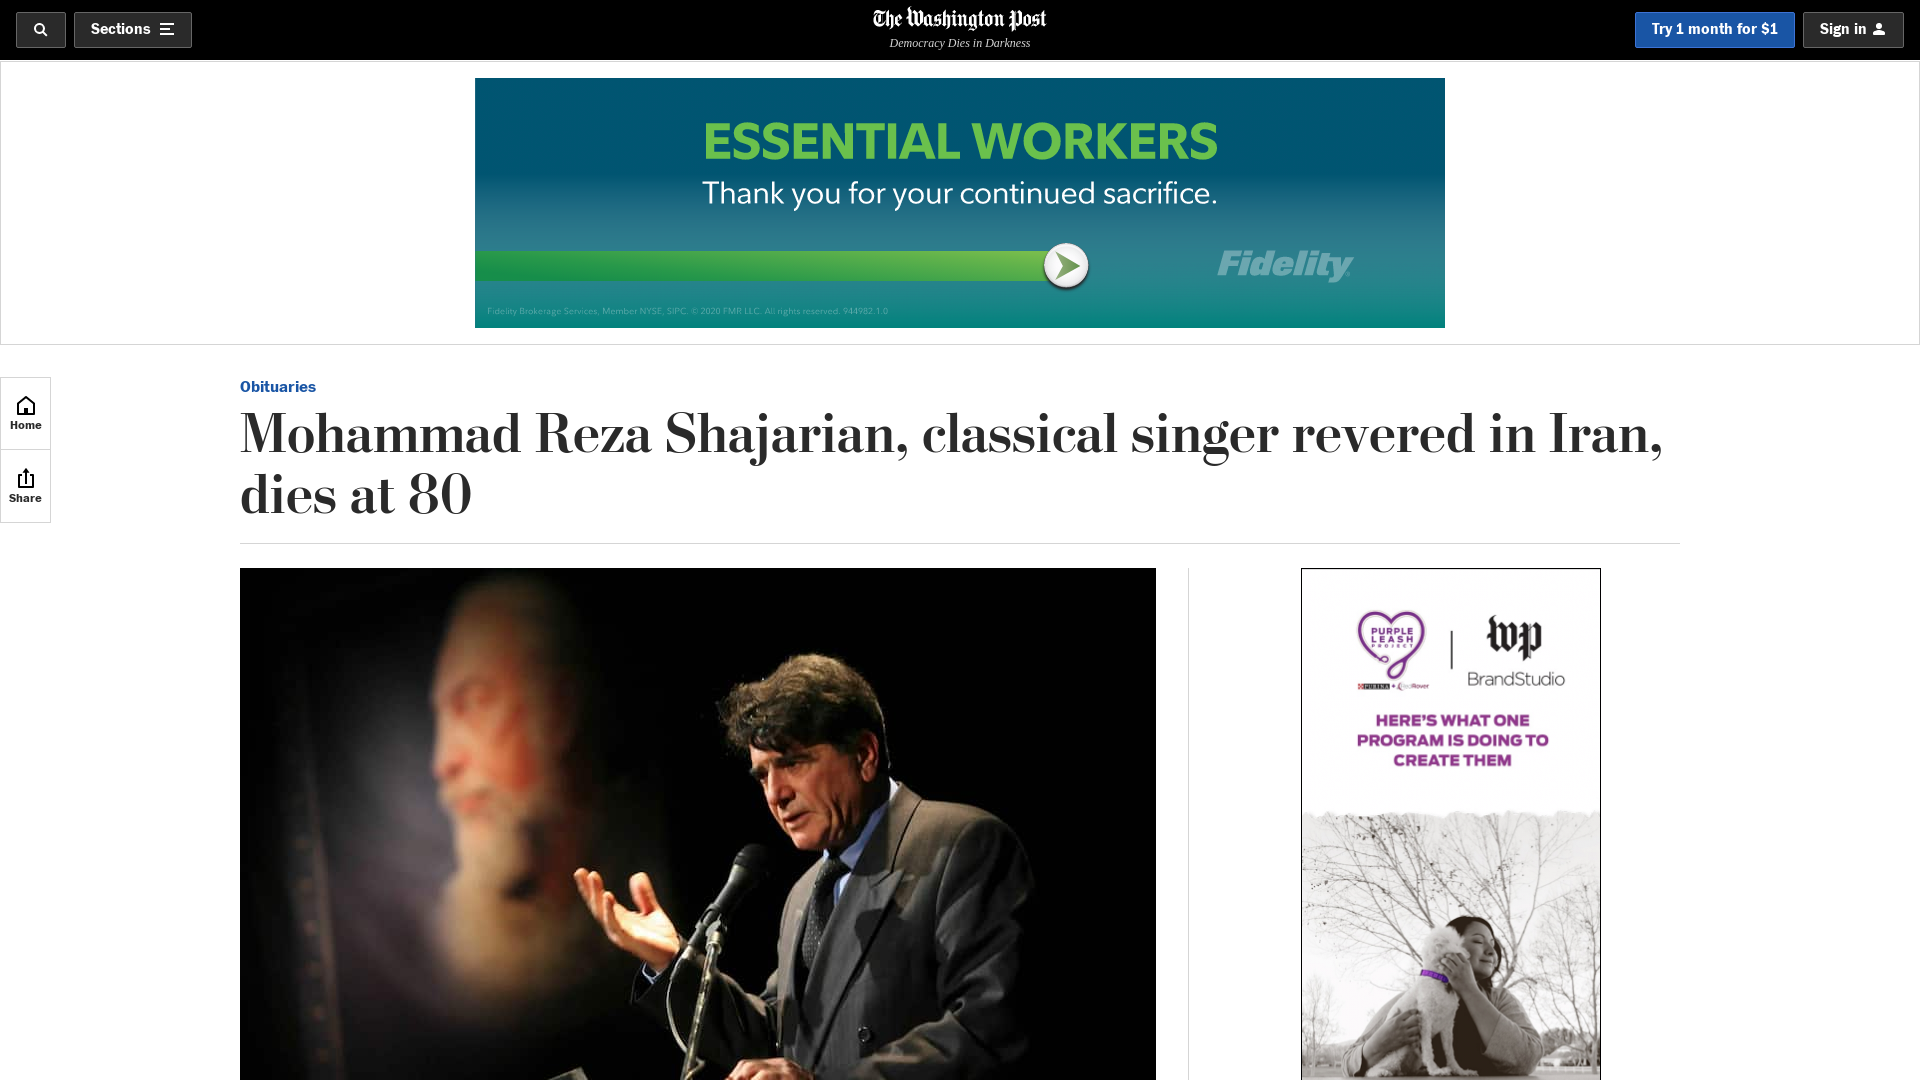 Sections
The Washington Post
Democracy Dies in Darkness
Try 1 month for $1
Sign in
ESSENTIAL WORKERS
Thank you for your continued sacrifice.
Fidelity
Fidelity Brokerage Services, Member NYSE, SIPC. © 2020 FMR LLC. All rights reserved. 944982.1.0
Home
Share
Obituaries
Mohammad Reza Shajarian, classical singer revered in Iran,
dies at 80
PURPLE
LEASH
PROJECT
PURINA
wp
BrandStudio
HERE'S WHAT ONE
PROGRAM IS DOING TO
CREATE THEM